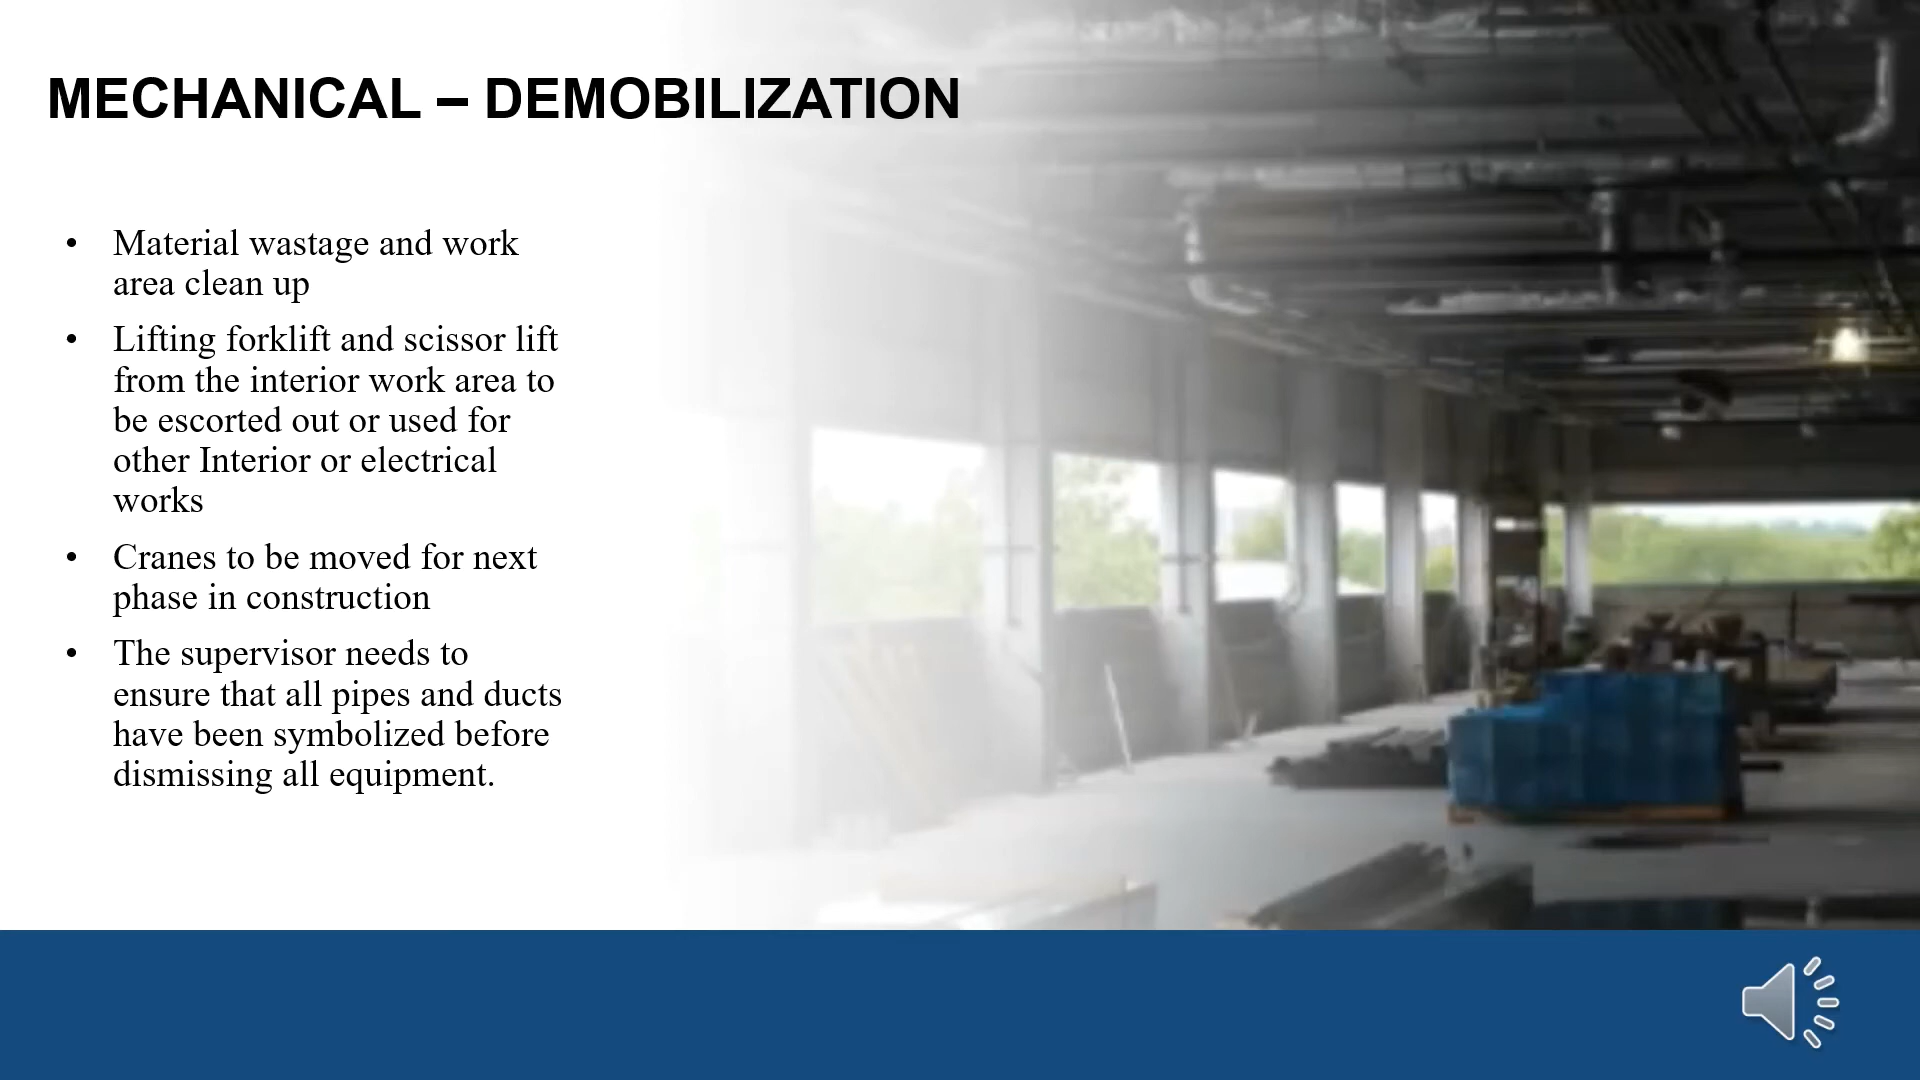 MECHANICAL – DEMOBILIZATION
• Material wastage and work
area clean up
• Lifting forklift and scissor lift
from the interior work area to
be escorted out or used for
other Interior or electrical
works
• Cranes to be moved for next
phase in construction
• The supervisor needs to
ensure that all pipes and ducts
have been symbolized before
dismissing all equipment.